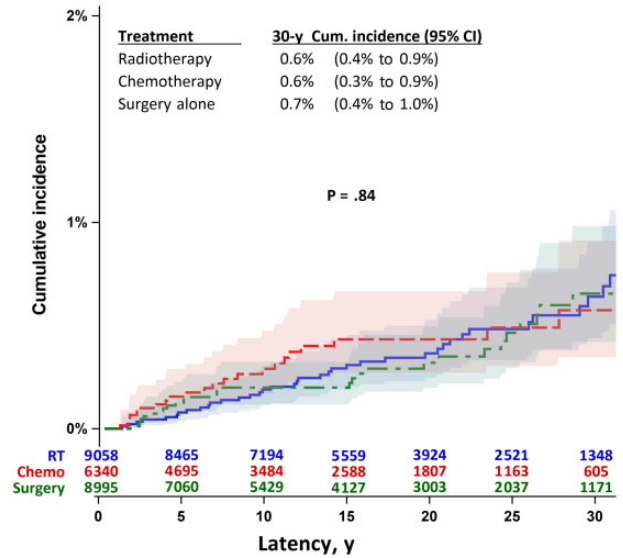 2%
Treatment 30-y Cum. incidence (95% CI)
Radiotherapy 0.6% (0.4% to 0.9%)
Chemotherapy 0.6% (0.3% to 0.9%)
Surgery alone 0.7% (0.4% to 1.0%)
P = .84
1%
Cumulative incidence
0%
RT 9058 8465 7194 5559 3924 2521 1348
Chemo 6340 4695 3484 2588 1807 1163 605
Surgery 8995 7060 5429 4127 3003 2037 1171
0 5 10 15 20 25 30
Latency, y